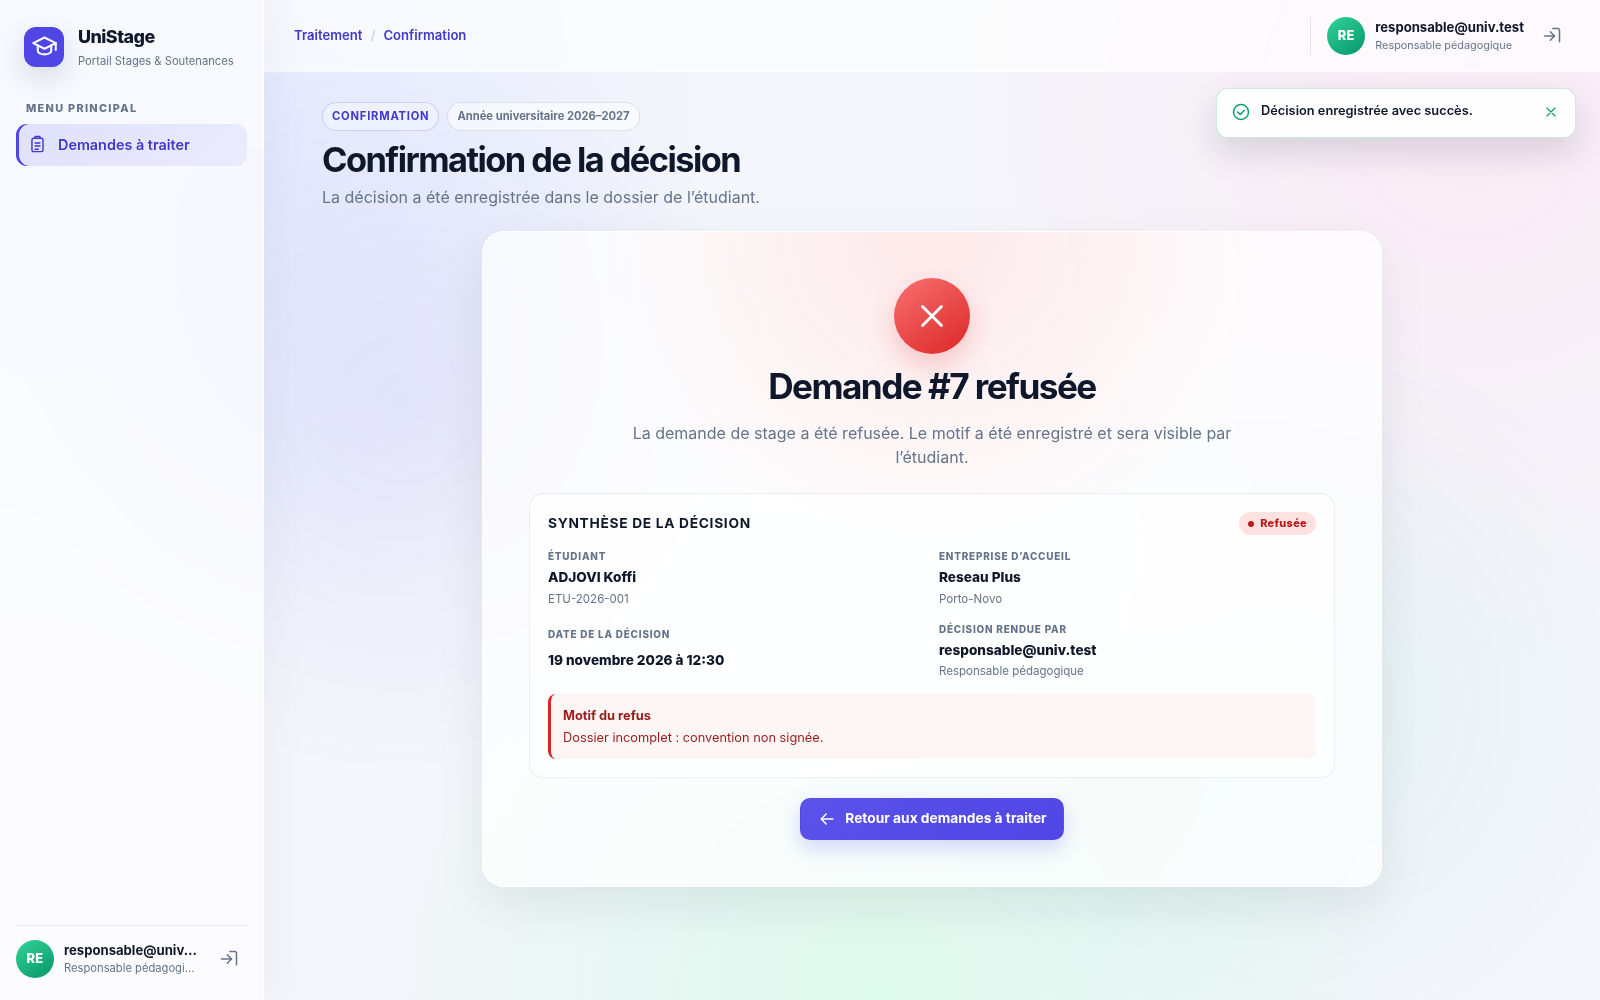 UniStage
Portail Stages & Soutenances
MENU PRINCIPAL
Demandes à traiter
responsable@univ...
RE
Responsable pédagogi...
Traitement / Confirmation
responsable@univ.test
RE
Responsable pédagogique
Décision enregistrée avec succès.
CONFIRMATION
Année universitaire 2026–2027
Confirmation de la décision
La décision a été enregistrée dans le dossier de l’étudiant.
Demande #7 refusée
La demande de stage a été refusée. Le motif a été enregistré et sera visible par
l’étudiant.
SYNTHÈSE DE LA DÉCISION
Refusée
ÉTUDIANT
ADJOVI Koffi
ETU-2026-001
ENTREPRISE D’ACCUEIL
Reseau Plus
Porto-Novo
DATE DE LA DÉCISION
19 novembre 2026 à 12:30
DÉCISION RENDUE PAR
responsable@univ.test
Responsable pédagogique
Motif du refus
Dossier incomplet : convention non signée.
Retour aux demandes à traiter